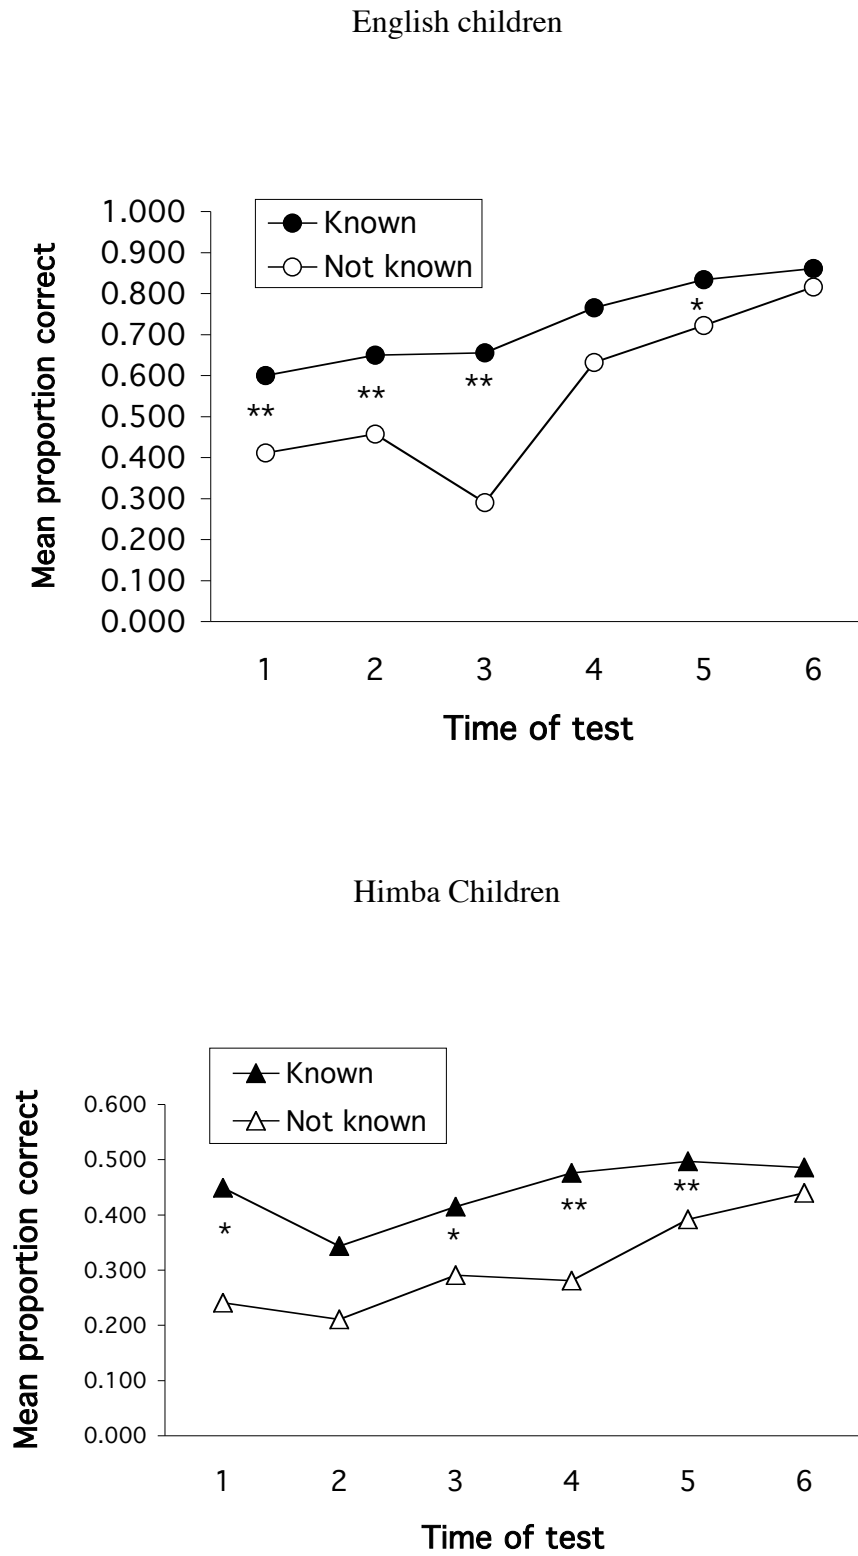 English children
Known
Not known
1.000
0.900
0.800
0.700
0.600
0.500
0.400
0.300
0.200
0.100
0.000
Mean proportion correct
**
**
**
*
1 2 3 4 5 6
Time of test
Himba Children
Known
Not known
0.600
0.500
0.400
0.300
0.200
0.100
0.000
Mean proportion correct
*
*
**
**
1 2 3 4 5 6
Time of test